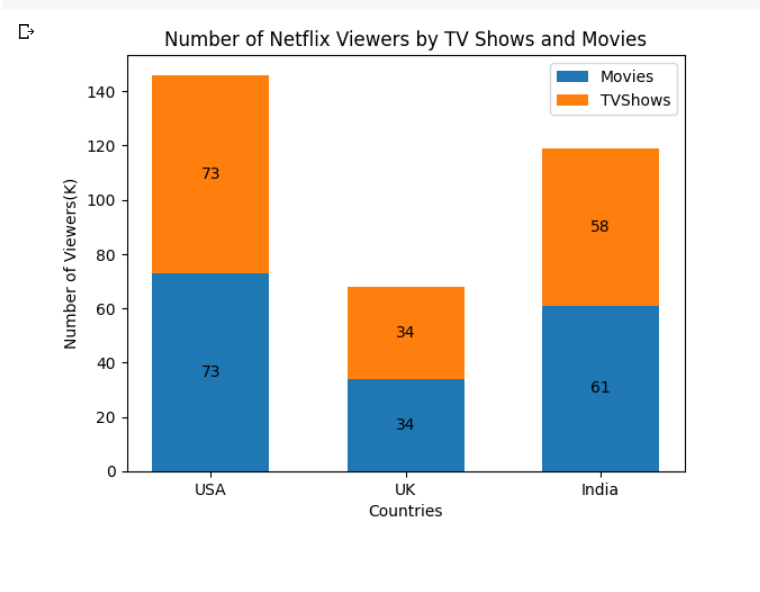 Number of Netflix Viewers by TV Shows and Movies
Movies
TVShows
140
120
100
80
60
40
20
0
Number of Viewers(K)
73
73
34
34
58
61
USA UK India
Countries